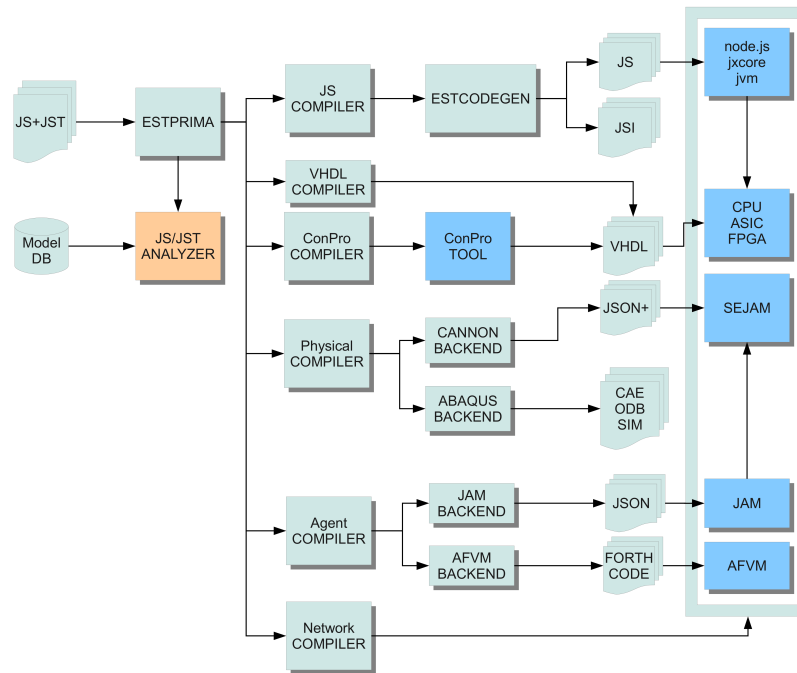 JS+JST
ESTPRIMA
JS
COMPILER
ESTCODEGEN
JS
JSI
node.js
jxcore
jvm
VHDL
COMPILER
Model
DB
JS/JST
ANALYZER
ConPro
COMPILER
ConPro
TOOL
VHDL
CPU
ASIC
FPGA
Physical
COMPILER
CANNON
BACKEND
JSON+
SEJAM
ABAQUS
BACKEND
CAE
ODB
SIM
Agent
COMPILER
JAM
BACKEND
JSON
JAM
AFVM
BACKEND
FORTH
CODE
AFVM
Network
COMPILER